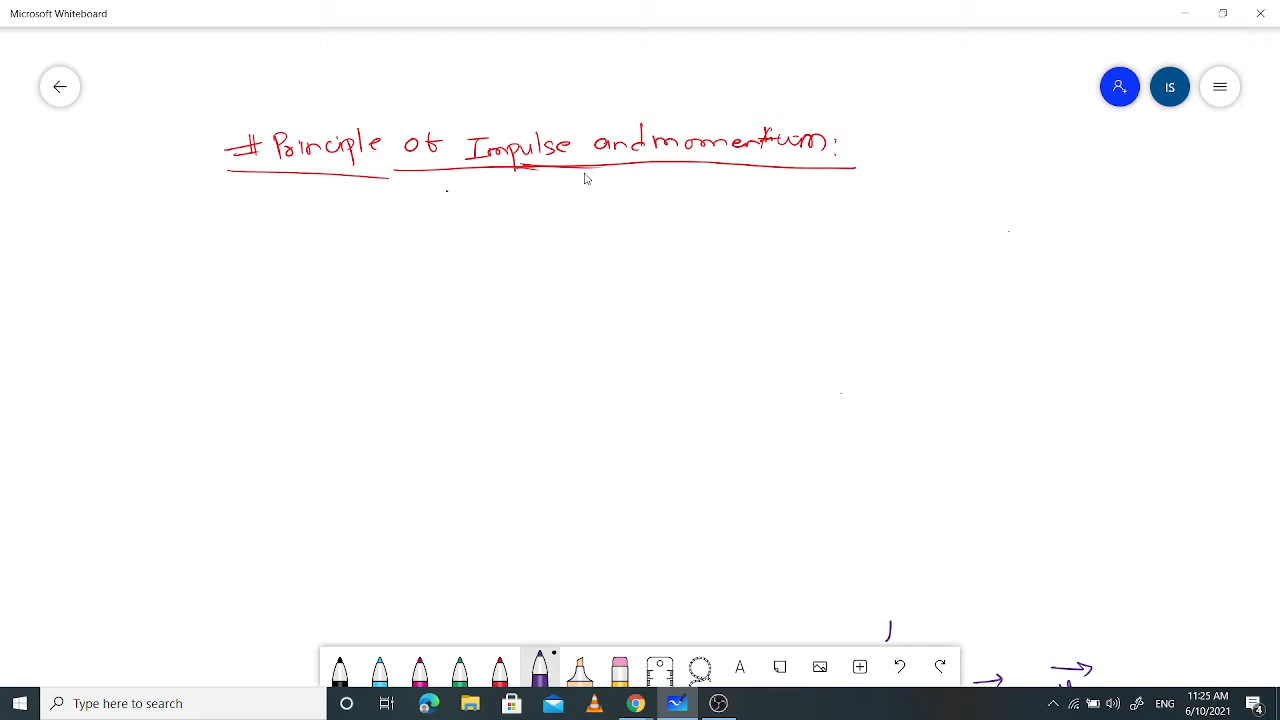 Microsoft Whiteboard
IS
# Principle of Impulse and momentum:
A
Type here to search
ENG
11:25 AM
6/10/2021
4